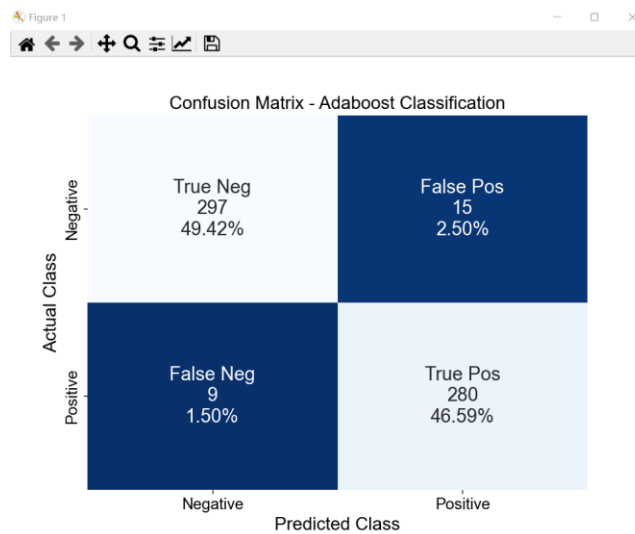 Figure 1
Confusion Matrix - Adaboost Classification
True Neg
297
49.42%
False Pos
15
2.50%
False Neg
9
1.50%
True Pos
280
46.59%
Negative
Positive
Actual Class
Negative
Positive
Predicted Class